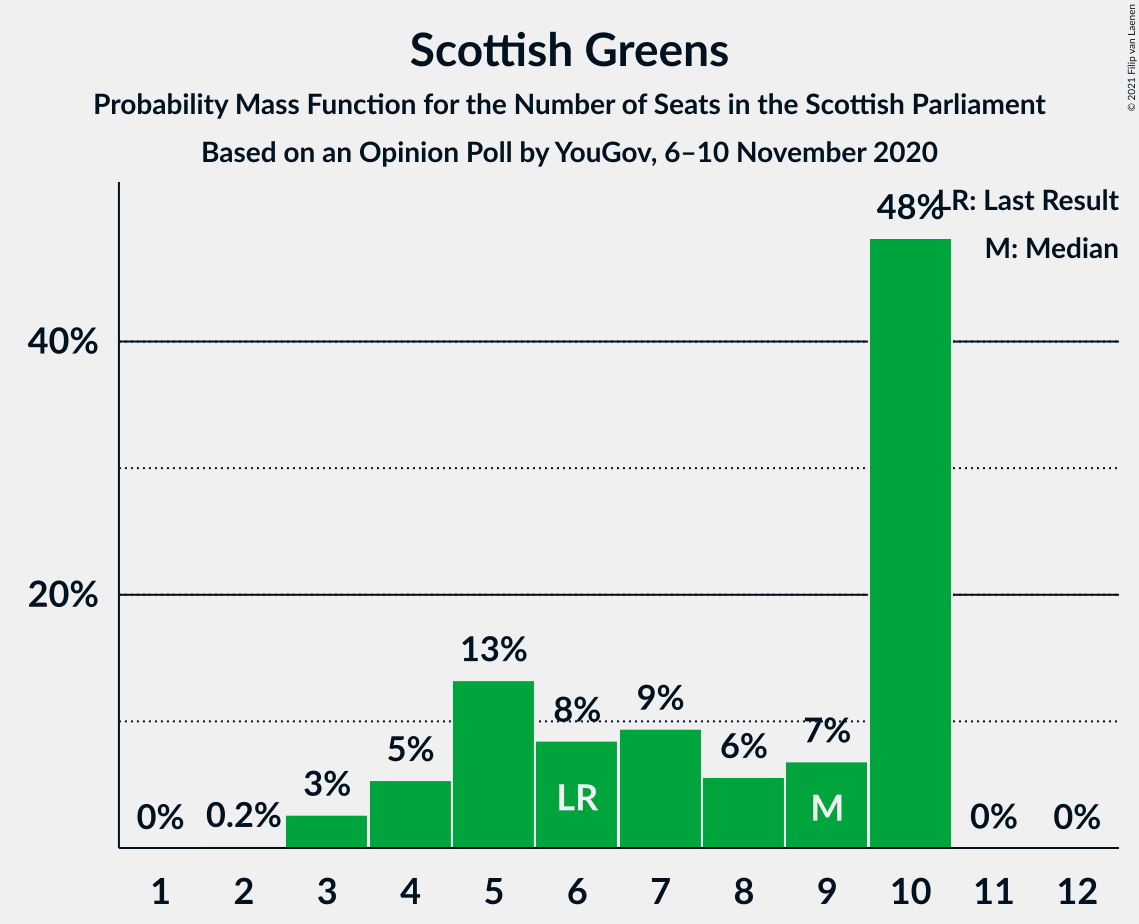 Scottish Greens
Probability Mass Function for the Number of Seats in the Scottish Parliament
Based on an Opinion Poll by YouGov, 6–10 November 2020
© 2021 Filip van Laenen
LR: Last Result
M: Median
40%
20%
0%
0.2%
3%
5%
13%
8%
9%
6%
7%
48%
0%
0%
LR
M
1 2 3 4 5 6 7 8 9 10 11 12